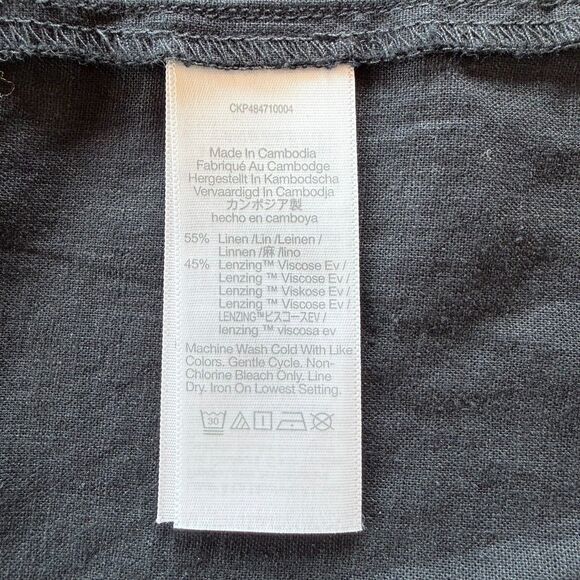 CKP484710004
Made In Cambodia
Fabriqué Au Cambodge
Hergestellt In Kambodscha
Vervaardigd In Cambodja
カンボジア製
hecho en camboya
55% Linen /Lin /Leinen /
Linnen /麻 /lino
45% Lenzing™ Viscose Ev /
Lenzing ™ Viscose Ev /
Lenzing ™ Viskose Ev /
Lenzing ™ Viscose Ev /
LENZING™ビスコースEV /
lenzing ™ viscosa ev
Machine Wash Cold With Like
Colors. Gentle Cycle. Non-
Chlorine Bleach Only. Line
Dry. Iron On Lowest Setting.
30